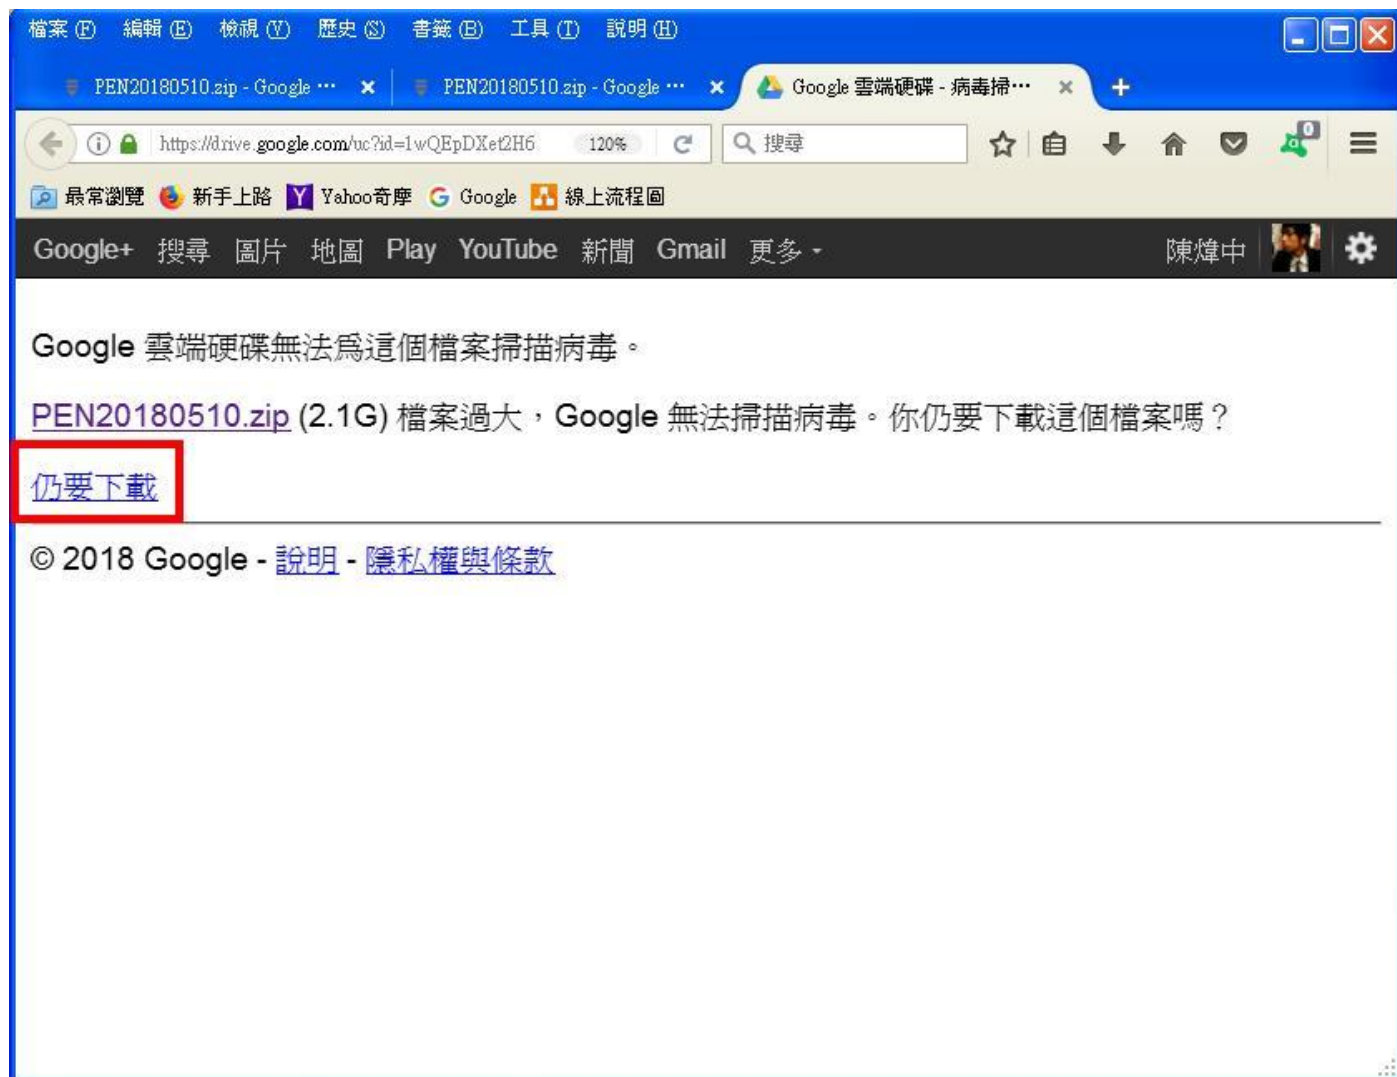 檔案 (F) 編輯 (E) 檢視 (V) 歷史 (S) 書籤 (B) 工具 (T) 說明 (H)
PEN20180510.zip - Google ··· PEN20180510.zip - Google ··· Google 雲端硬碟 - 病毒掃···
https://drive.google.com/uc?id=1wQEpDXet2H6 120% 搜尋 0
最常瀏覽 新手上路 Yahoo奇摩 Google 線上流程圖
Google+ 搜尋 圖片 地圖 Play YouTube 新聞 Gmail 更多 陳煒中
Google 雲端硬碟無法為這個檔案掃描病毒。
PEN20180510.zip (2.1G) 檔案過大，Google 無法掃描病毒。你仍要下載這個檔案嗎？
仍要下載
© 2018 Google - 說明 - 隱私權與條款